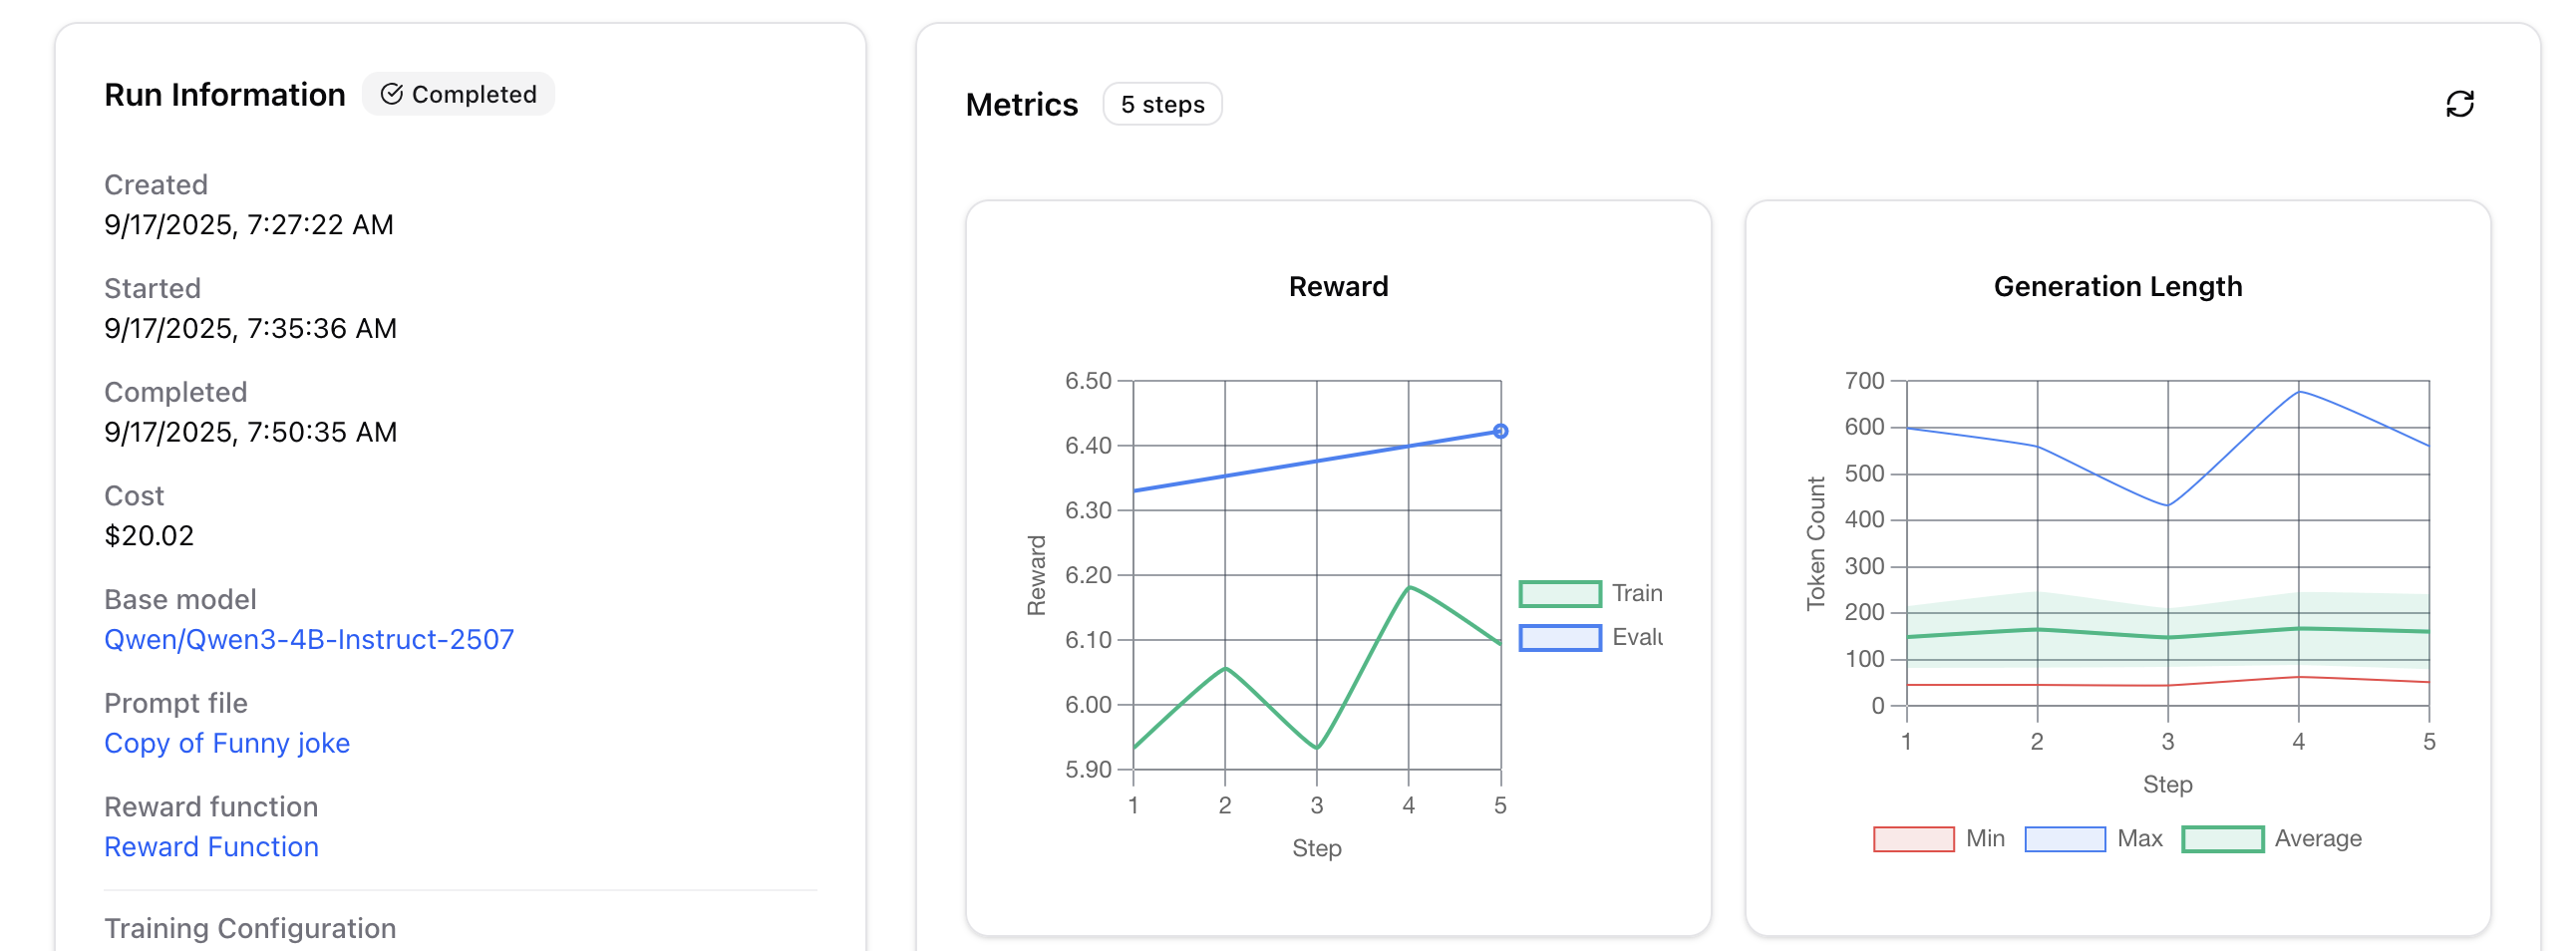 Run Information
Completed
Created
9/17/2025, 7:27:22 AM
Started
9/17/2025, 7:35:36 AM
Completed
9/17/2025, 7:50:35 AM
Cost
$20.02
Base model
Qwen/Qwen3-4B-Instruct-2507
Prompt file
Copy of Funny joke
Reward function
Reward Function
Training Configuration
Metrics
5 steps
Reward
6.50
6.40
6.30
6.20
6.10
6.00
5.90
Reward
1 2 3 4 5
Step
Train
Evalu
Generation Length
700
600
500
400
300
200
100
0
Token Count
1 2 3 4 5
Step
Min Max Average